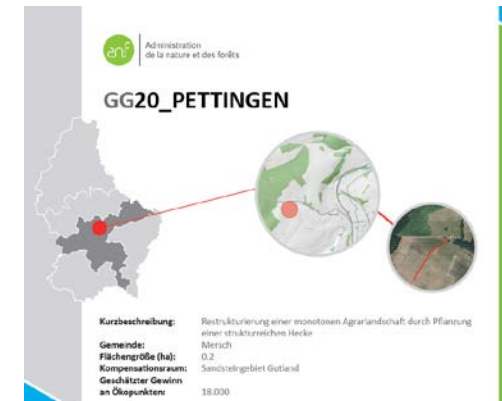 anf
Administration
de la nature et des forêts
GG20_PETTINGEN
Kurzbeschreibung: Restrukturierung einer monotonen Agrarlandschaft durch Pflanzung
einer strukturreichen Hecke
Gemeinde: Mersch
Flächengröße (ha): 0.2
Kompensationsraum: Sandsteingebiet Gutland
Geschätzter Gewinn
an Ökopunkten: 18.000